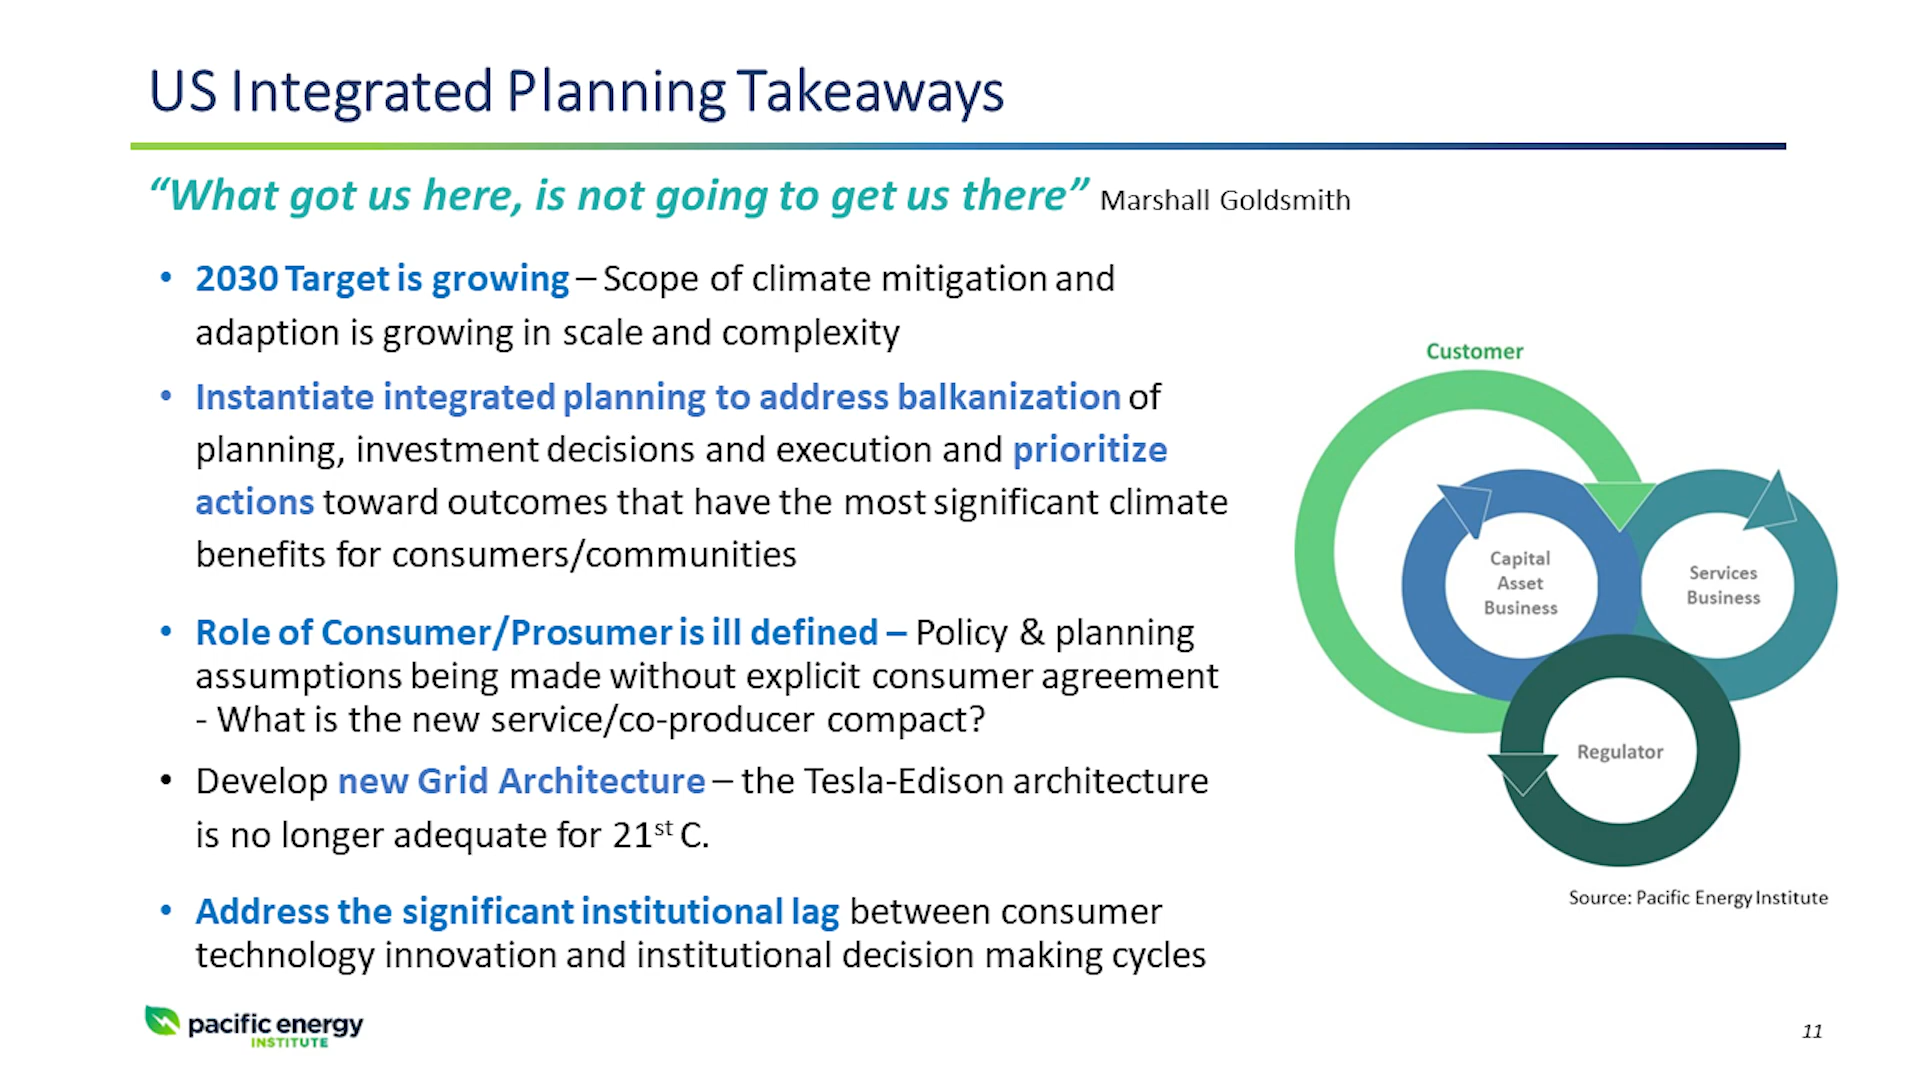 US Integrated Planning Takeaways
“What got us here, is not going to get us there” Marshall Goldsmith
• 2030 Target is growing – Scope of climate mitigation and
adaption is growing in scale and complexity
• Instantiate integrated planning to address balkanization of
planning, investment decisions and execution and prioritize
actions toward outcomes that have the most significant climate
benefits for consumers/communities
• Role of Consumer/Prosumer is ill defined – Policy & planning
assumptions being made without explicit consumer agreement
- What is the new service/co-producer compact?
• Develop new Grid Architecture – the Tesla-Edison architecture
is no longer adequate for 21st C.
• Address the significant institutional lag between consumer
technology innovation and institutional decision making cycles
Customer
Capital
Asset
Business
Services
Business
Regulator
Source: Pacific Energy Institute
pacific energy
INSTITUTE
11